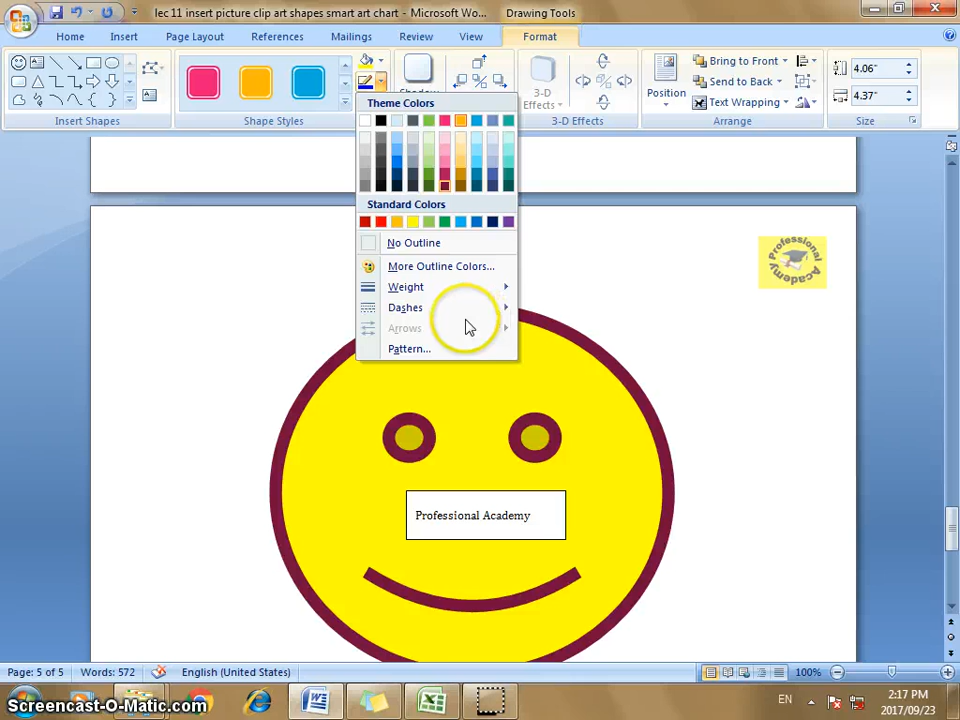 lec 11 insert picture clip art shapes smart art chart - Microsoft Wo...
Drawing Tools
Home Insert Page Layout References Mailings Review View Format
3-D Effects
Position
Bring to Front
Send to Back
Text Wrapping
4.06"
4.37"
Insert Shapes Shape Styles 3-D Effects Arrange Size
Theme Colors
Standard Colors
No Outline
More Outline Colors...
Weight
Dashes
Arrows
Pattern...
Professional Academy
Professional Academy
Page: 5 of 5 Words: 572 English (United States) 100%
EN 2:17 PM
2017/09/23
Screencast-O-Matic.com